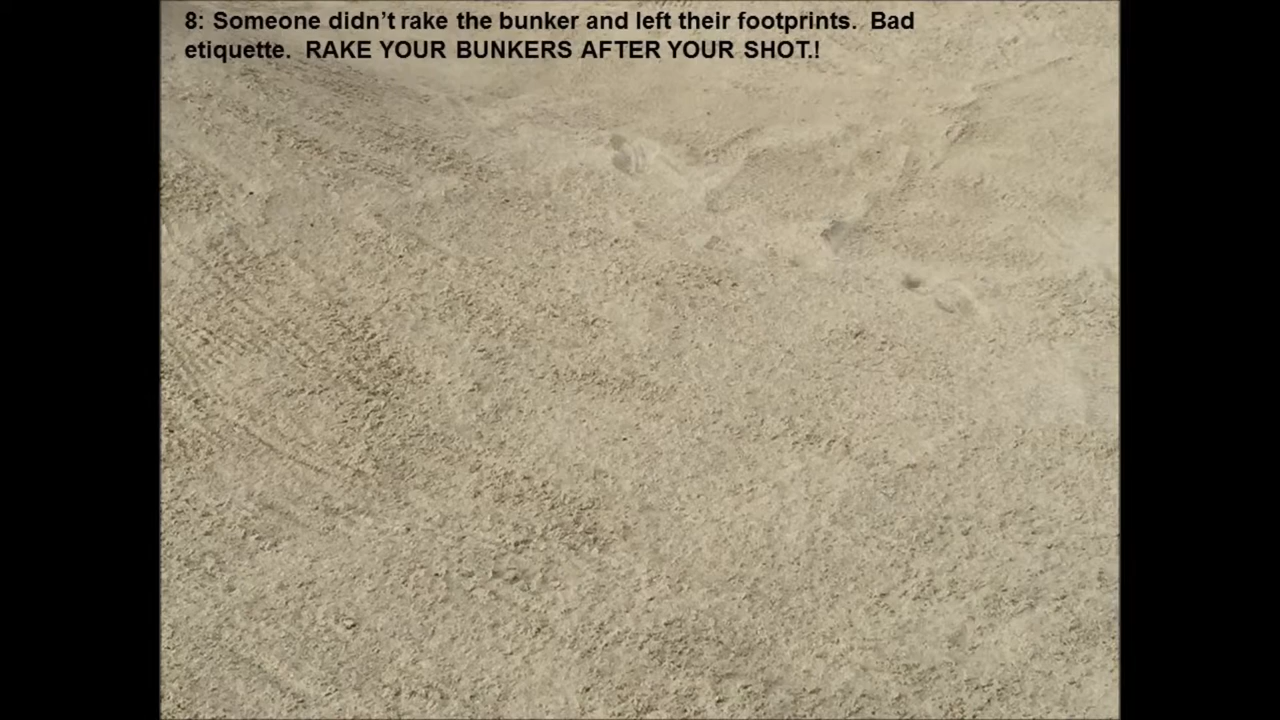 8: Someone didn’t rake the bunker and left their footprints.  Bad
etiquette.  RAKE YOUR BUNKERS AFTER YOUR SHOT.!